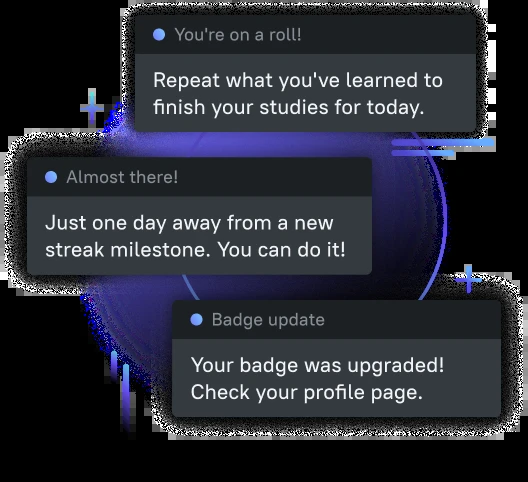 You're on a roll!
Repeat what you've learned to
finish your studies for today.
Almost there!
Just one day away from a new
streak milestone. You can do it!
Badge update
Your badge was upgraded!
Check your profile page.